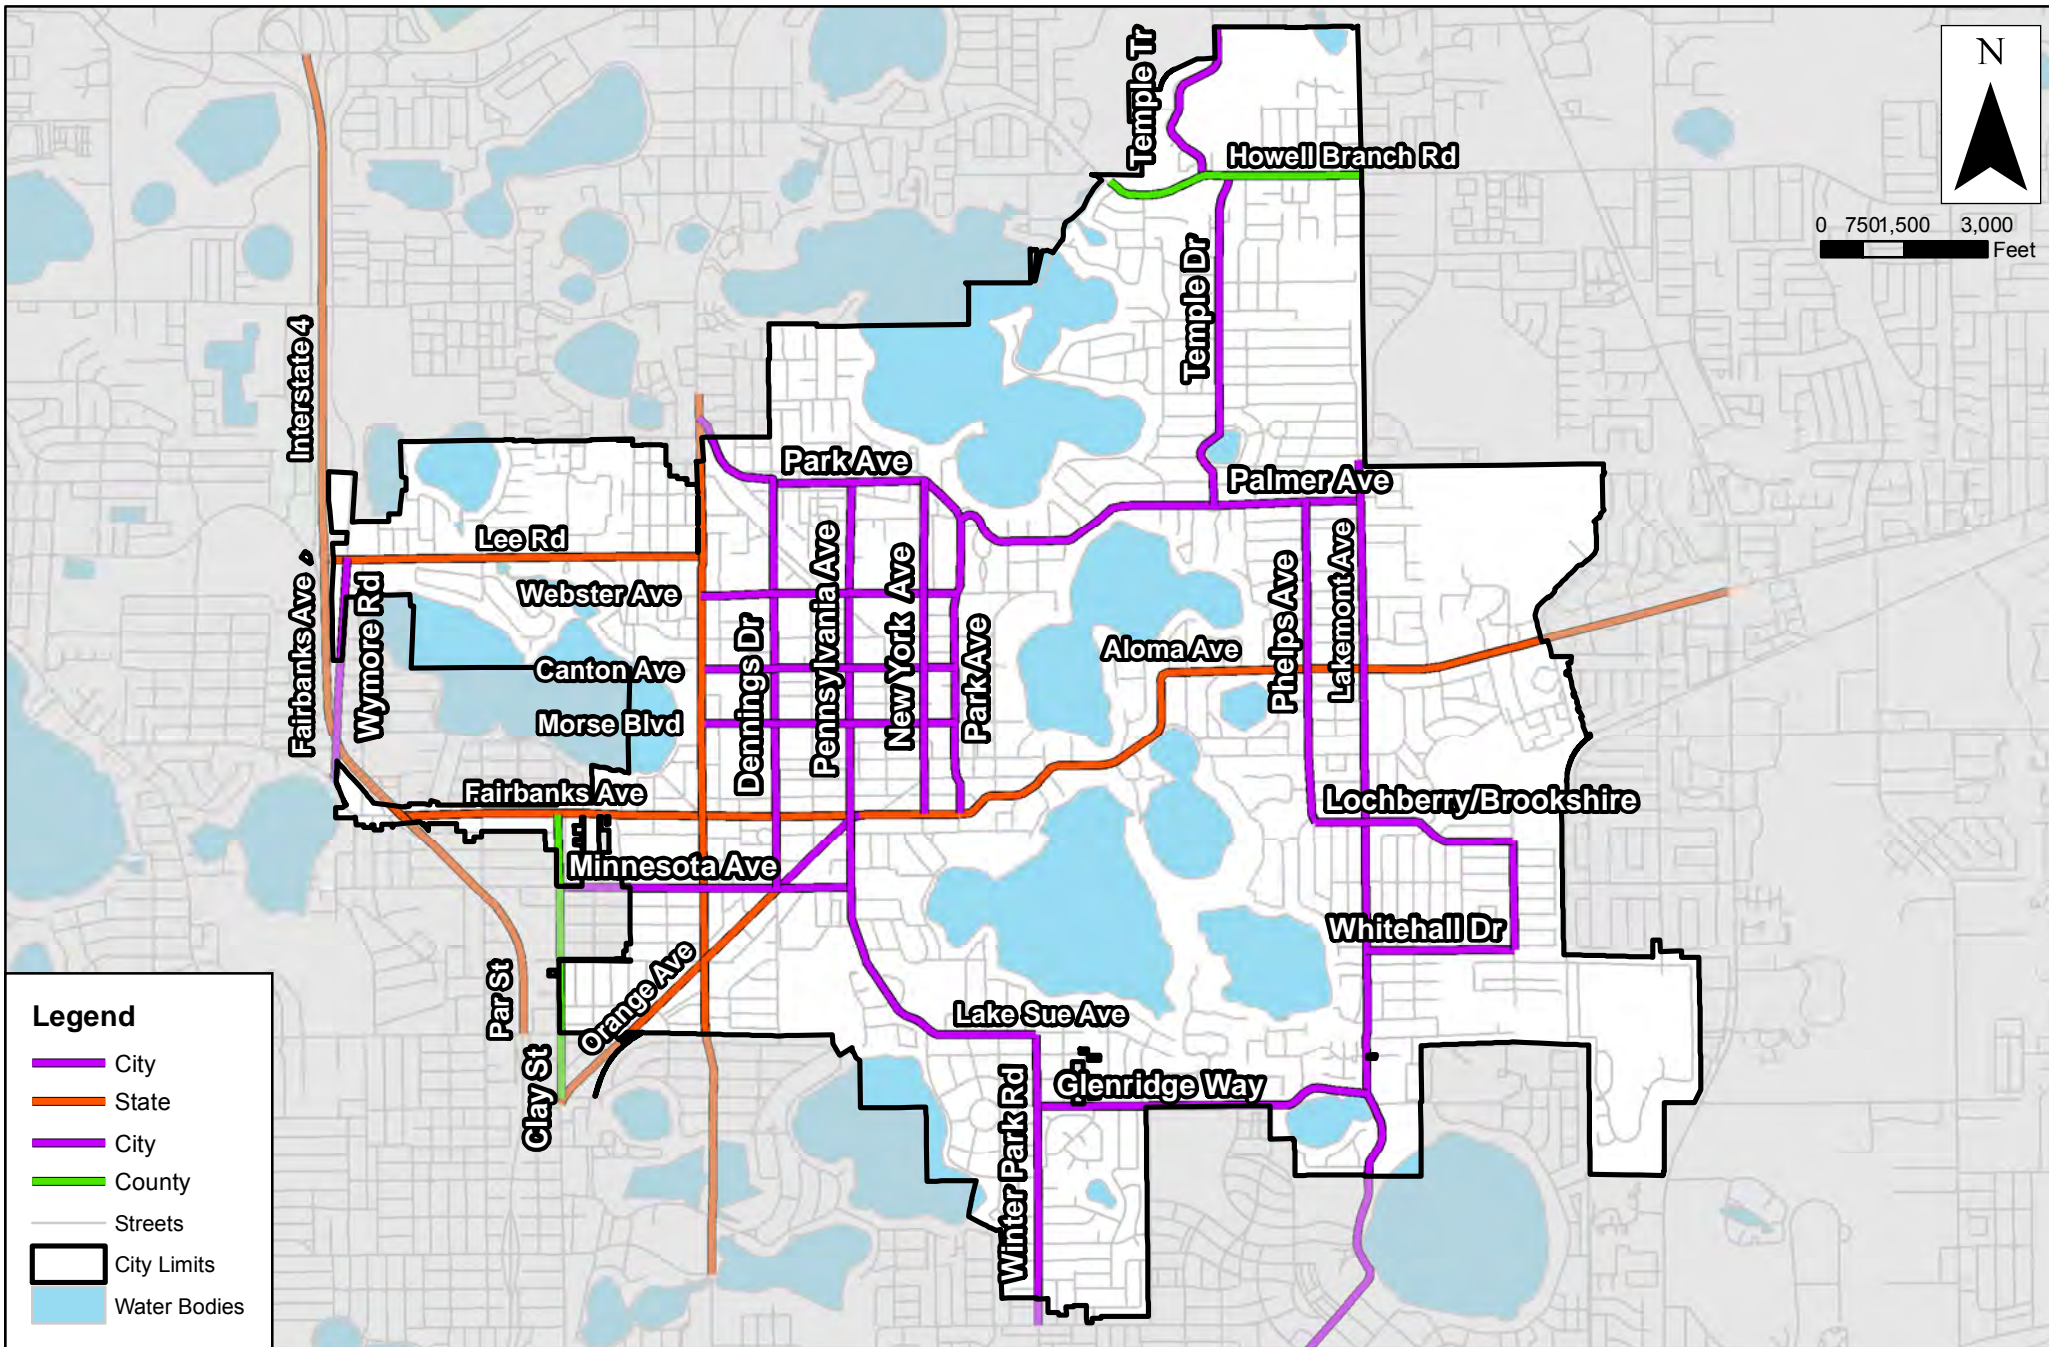 Temple Tr
N
Howell Branch Rd
0 7501,500 3,000
Feet
Temple Dr
Interstate 4
Park Ave
Palmer Ave
Lee Rd
Webster Ave
Fairbanks Ave
Wymore Rd
Pennsylvania Ave
New York Ave
Phelps Ave
Lakemont Ave
Dennings Dr
Park Ave
Aloma Ave
Canton Ave
Morse Blvd
Fairbanks Ave
Lochberry/Brookshire
Minnesota Ave
Whitehall Dr
Orange Ave
Par St
Lake Sue Ave
Clay St
Winter Park Rd
Glenridge Way
Legend
City
State
City
County
Streets
City Limits
Water Bodies